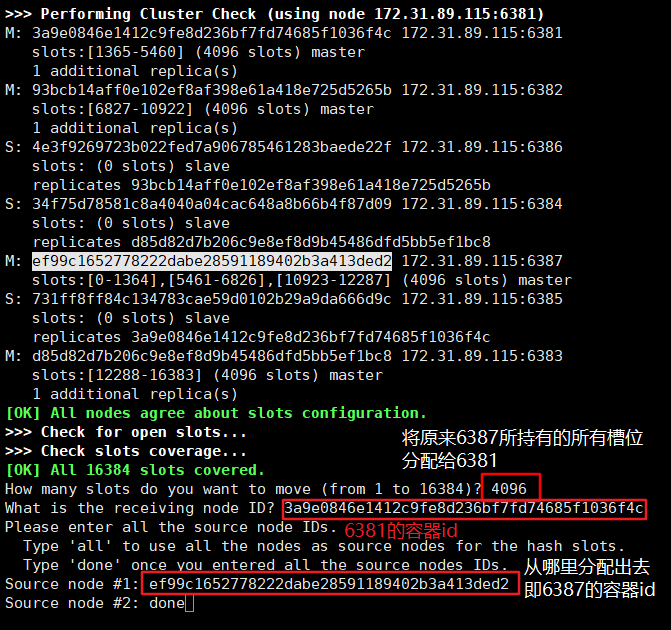 >>> Performing Cluster Check (using node 172.31.89.115:6381)
M: 3a9e0846e1412c9fe8d236bf7fd74685f1036f4c 172.31.89.115:6381
slots:[1365-5460] (4096 slots) master
1 additional replica(s)
M: 93bcb14aff0e102ef8af398e61a418e725d5265b 172.31.89.115:6382
slots:[6827-10922] (4096 slots) master
1 additional replica(s)
S: 4e3f9269723b022fed7a906785461283baede22f 172.31.89.115:6386
slots: (0 slots) slave
replicates 93bcb14aff0e102ef8af398e61a418e725d5265b
S: 34f75d78581c8a4040a04cac648a8b66b4f87d09 172.31.89.115:6384
slots: (0 slots) slave
replicates d85d82d7b206c9e8ef8d9b45486dfd5bb5ef1bc8
M: ef99c1652778222dabe28591189402b3a413ded2 172.31.89.115:6387
slots:[0-1364],[5461-6826],[10923-12287] (4096 slots) master
S: 731ff8ff84c134783cae59d0102b29a9da666d9c 172.31.89.115:6385
slots: (0 slots) slave
replicates 3a9e0846e1412c9fe8d236bf7fd74685f1036f4c
M: d85d82d7b206c9e8ef8d9b45486dfd5bb5ef1bc8 172.31.89.115:6383
slots:[12288-16383] (4096 slots) master
1 additional replica(s)
[OK] All nodes agree about slots configuration.
>>> Check for open slots...
>>> Check slots coverage...
[OK] All 16384 slots covered.
将原来6387所持有的所有槽位
分配给6381
How many slots do you want to move (from 1 to 16384)? 4096
What is the receiving node ID? 3a9e0846e1412c9fe8d236bf7fd74685f1036f4c
Please enter all the source node IDs.
6381的容器id
Type 'all' to use all the nodes as source nodes for the hash slots.
Type 'done' once you entered all the source nodes IDs.
从哪里分配出去
即6387的容器id
Source node #1: ef99c1652778222dabe28591189402b3a413ded2
Source node #2: done